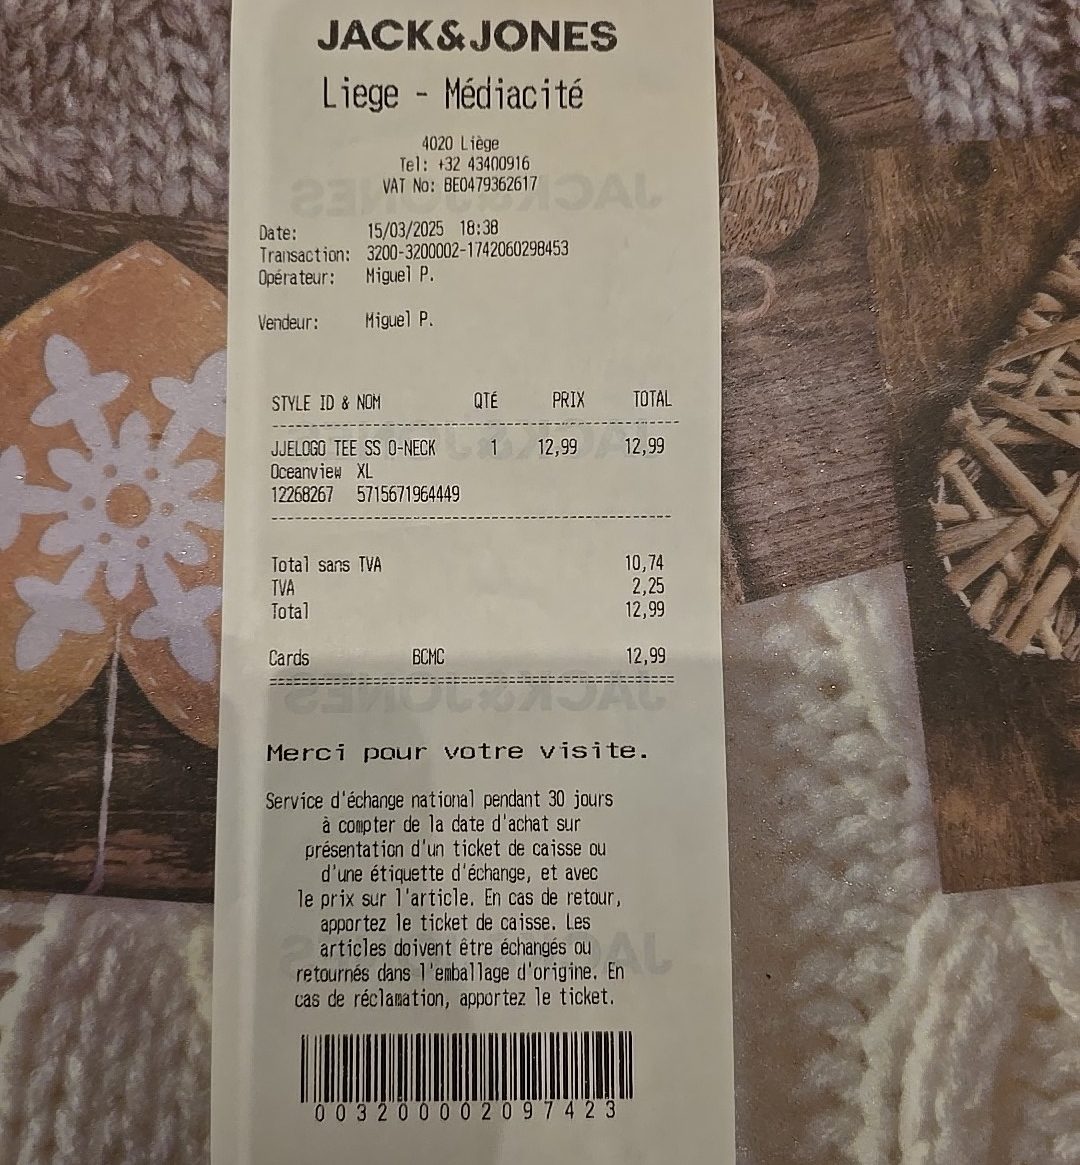 JACK&JONES
Liege - Médiacité
4020 Liège
Tel: +32 43400916
VAT No: BE0479362617
Date: 15/03/2025 18:38
Transaction: 3200-3200002-1742060298453
Opérateur: Miguel P.
Vendeur: Miguel P.
STYLE ID & NOM QTÉ PRIX TOTAL
JJELOGO TEE SS O-NECK 1 12,99 12,99
Oceanview XL
12268267 5715671964449
Total sans TVA 10,74
TVA 2,25
Total 12,99
Cards BCMC 12,99
Merci pour votre visite.
Service d'échange national pendant 30 jours
à compter de la date d'achat sur
présentation d'un ticket de caisse ou
d'une étiquette d'échange, et avec
le prix sur l'article. En cas de retour,
apportez le ticket de caisse. Les
articles doivent être échangés ou
retournés dans l'emballage d'origine. En
cas de réclamation, apportez le ticket.
003200002097423